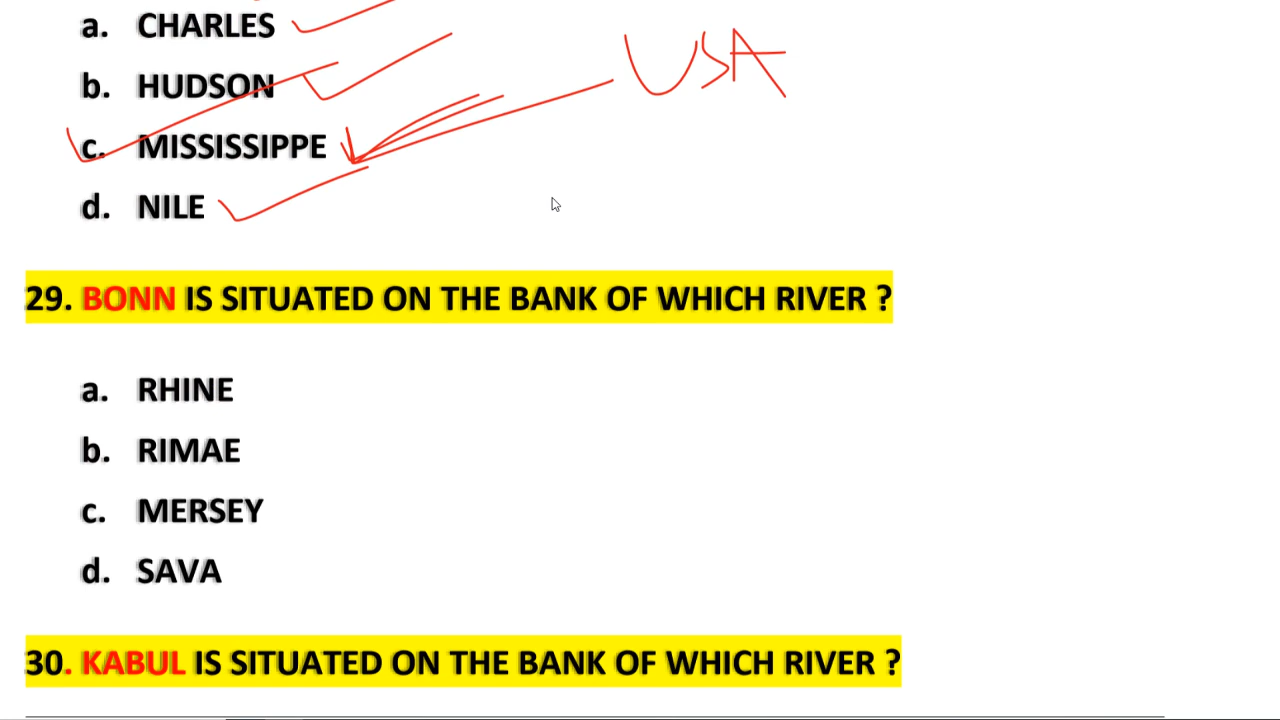 a. CHARLES
USA
b. HUDSON
c. MISSISSIPPE
d. NILE
29. BONN IS SITUATED ON THE BANK OF WHICH RIVER ?
a. RHINE
b. RIMAE
c. MERSEY
d. SAVA
30. KABUL IS SITUATED ON THE BANK OF WHICH RIVER ?